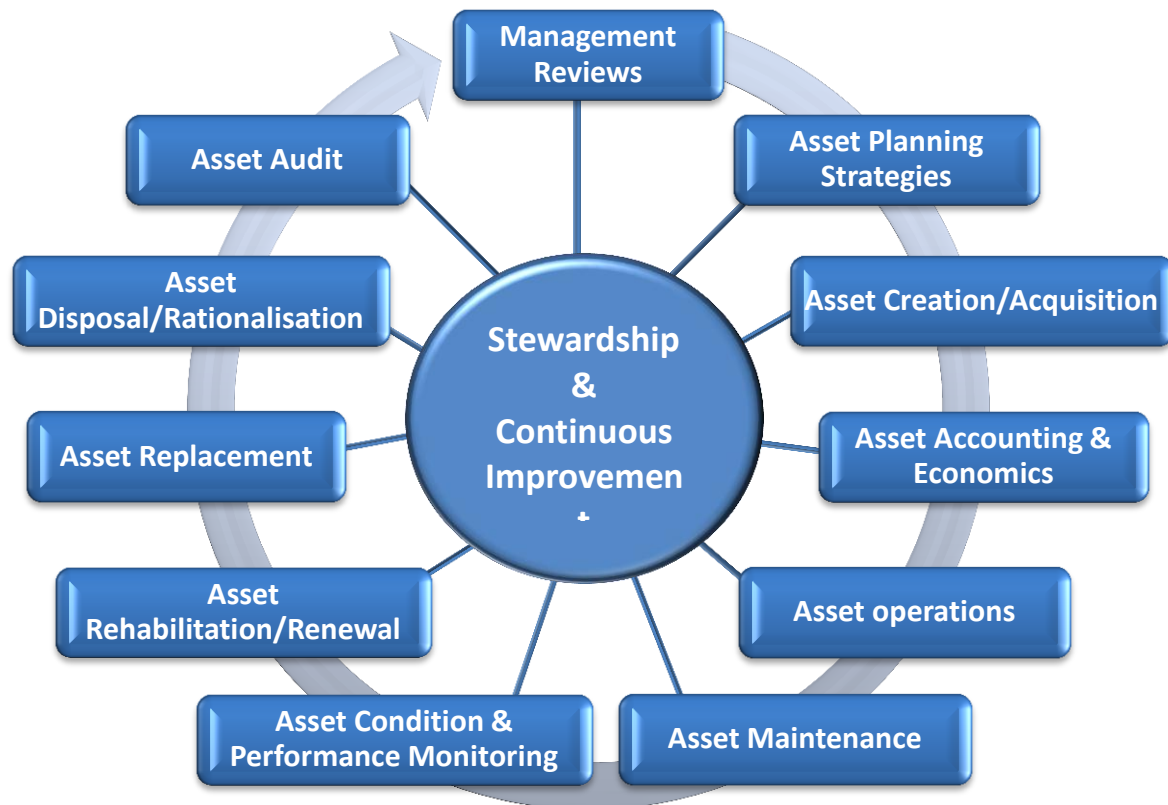 Management
Reviews
Asset Planning
Strategies
Asset Creation/Acquisition
Asset Accounting &
Economics
Asset operations
Asset Maintenance
Asset Condition &
Performance Monitoring
Asset
Rehabilitation/Renewal
Asset Replacement
Asset
Disposal/Rationalisation
Asset Audit
Stewardship
&
Continuous
Improvemen